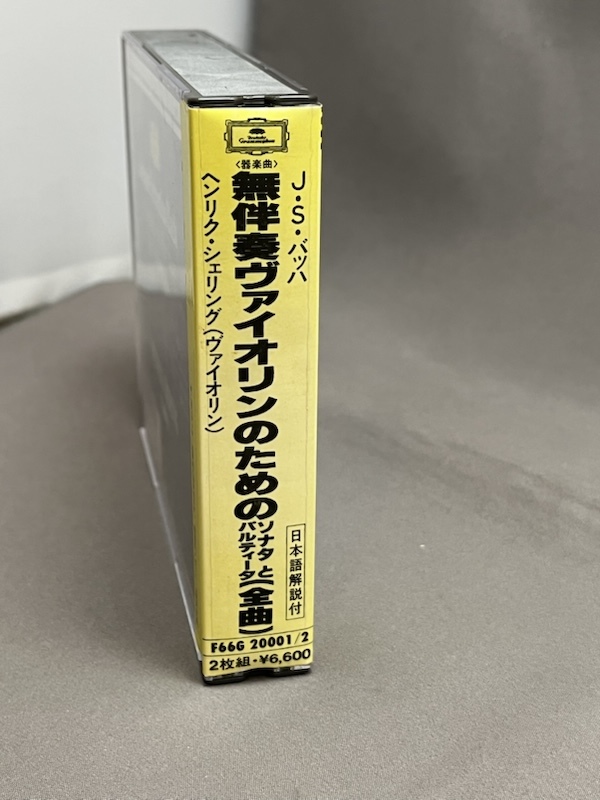 Deutsche
Grammophon
〈器楽曲〉
J・S・バッハ
無伴奏ヴァイオリンのためのソナタとパルティータ(全曲)
ヘンリク・シェリング(ヴァイオリン)
日本語解説付
F66G 20001/2
2枚組・¥6,600